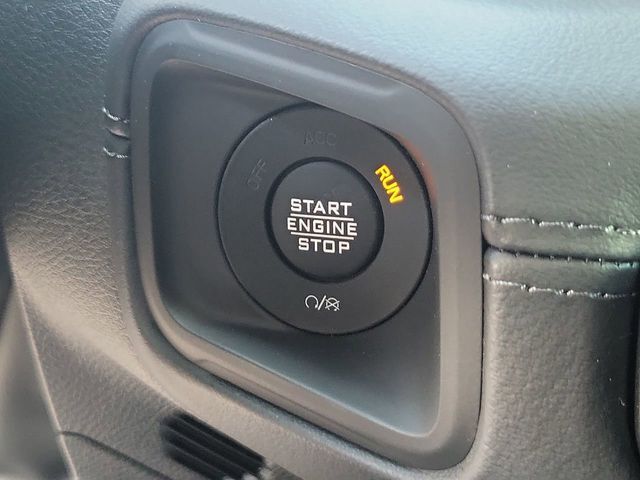 ACC
OFF
RUN
START
ENGINE
STOP